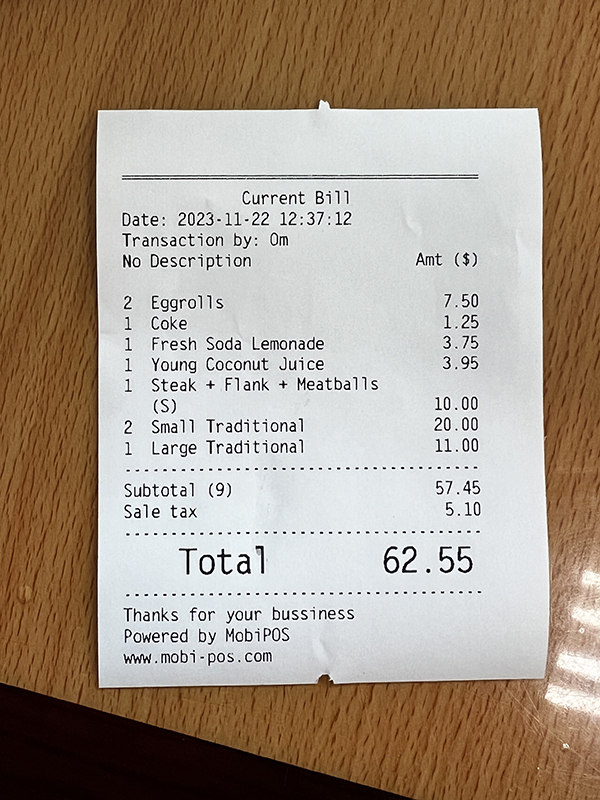 Current Bill
Date: 2023-11-22 12:37:12
Transaction by: Om
No Description Amt ($)
2 Eggrolls 7.50
1 Coke 1.25
1 Fresh Soda Lemonade 3.75
1 Young Coconut Juice 3.95
1 Steak + Flank + Meatballs
(S) 10.00
2 Small Traditional 20.00
1 Large Traditional 11.00
Subtotal (9) 57.45
Sale tax 5.10
Total 62.55
Thanks for your bussiness
Powered by MobiPOS
www.mobi-pos.com